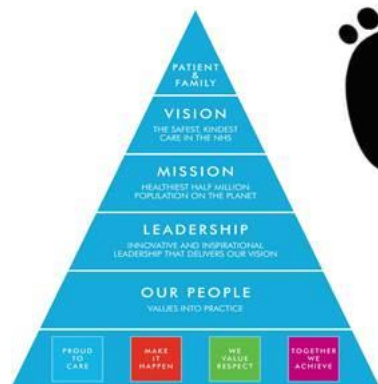 PATIENT
&
FAMILY
VISION
THE SAFEST, KINDEST
CARE IN THE NHS
MISSION
HEALTHIEST HALF MILLION
POPULATION ON THE PLANET
LEADERSHIP
INNOVATIVE AND INSPIRATIONAL
LEADERSHIP THAT DELIVERS OUR VISION
OUR PEOPLE
VALUES INTO PRACTICE
PROUD
TO
CARE
MAKE
IT
HAPPEN
WE
VALUE
RESPECT
TOGETHER
WE
ACHIEVE